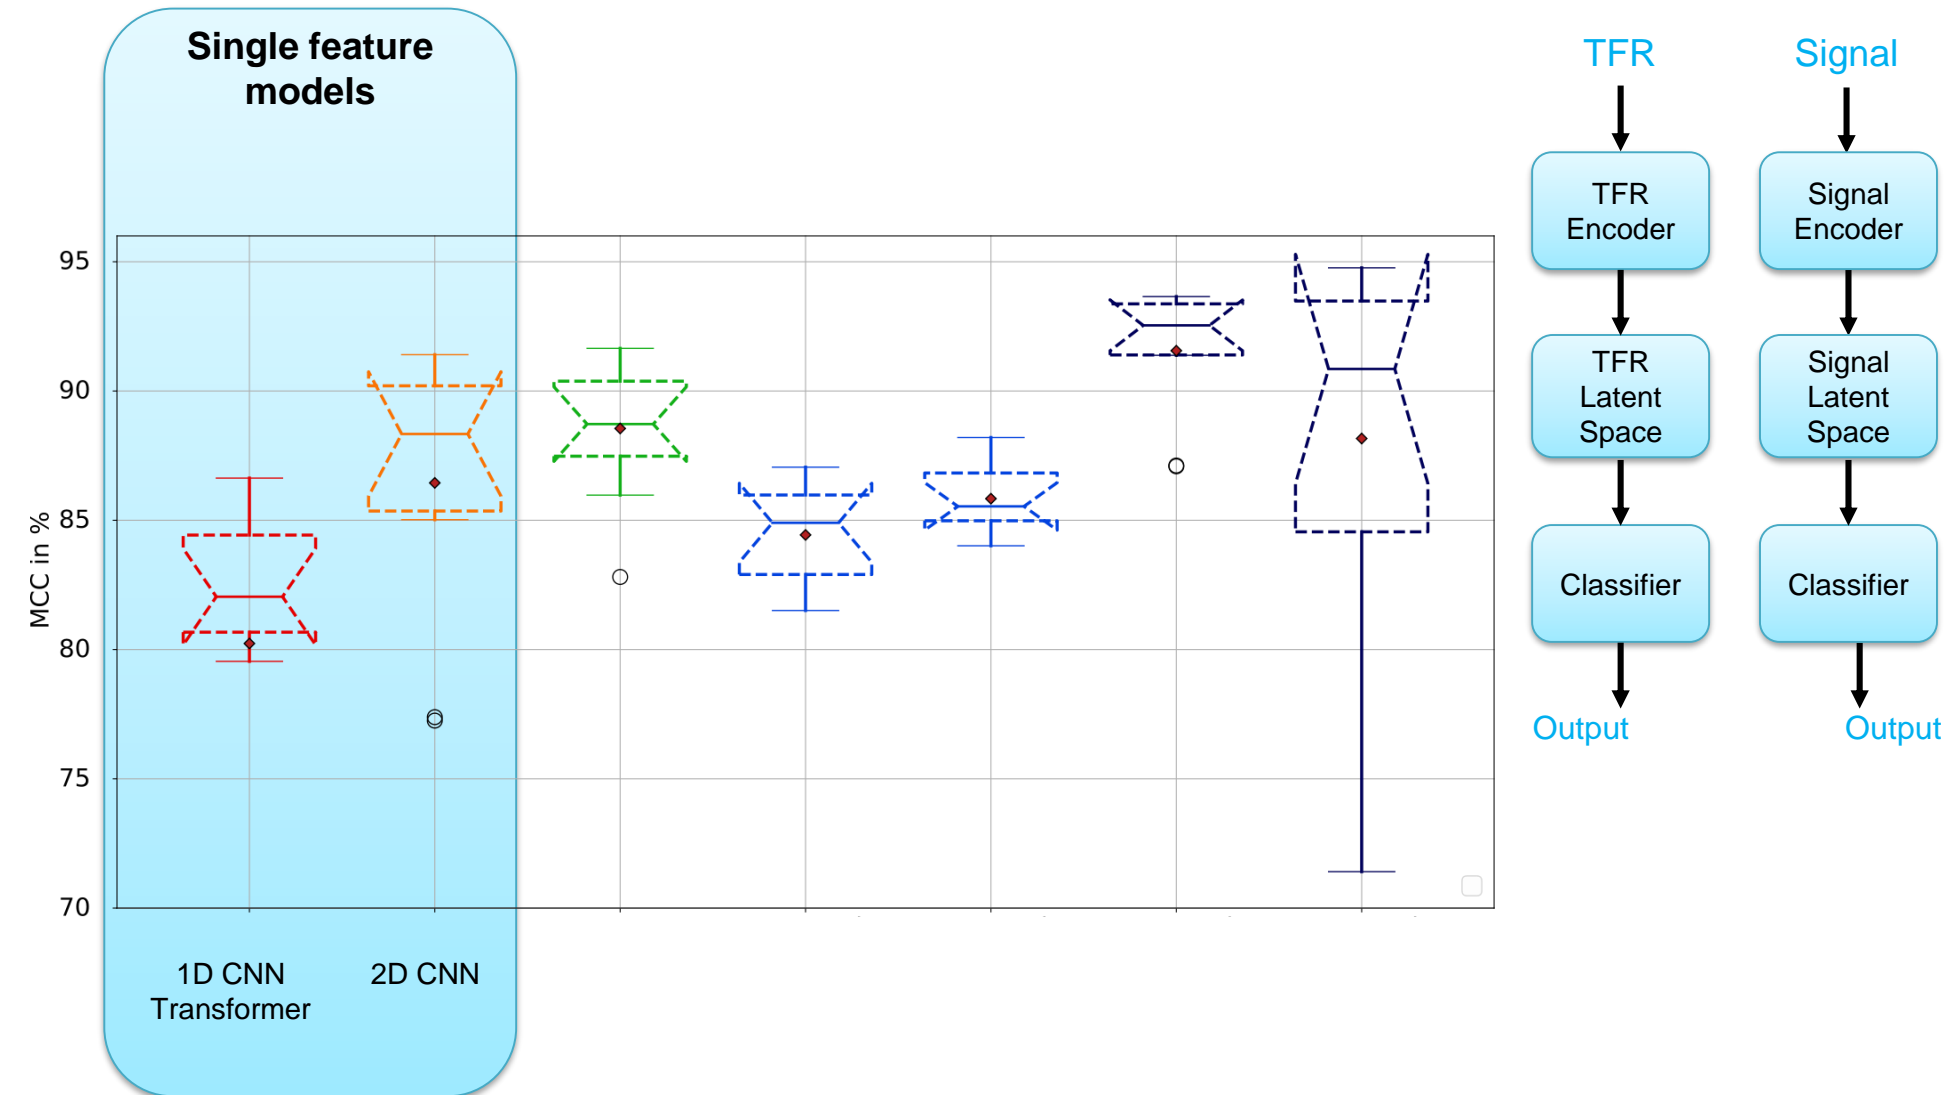 Single feature
models
95
90
85
80
75
70
MCC in %
1D CNN
Transformer
2D CNN
TFR
TFR
Encoder
TFR
Latent
Space
Classifier
Output
Signal
Signal
Encoder
Signal
Latent
Space
Classifier
Output